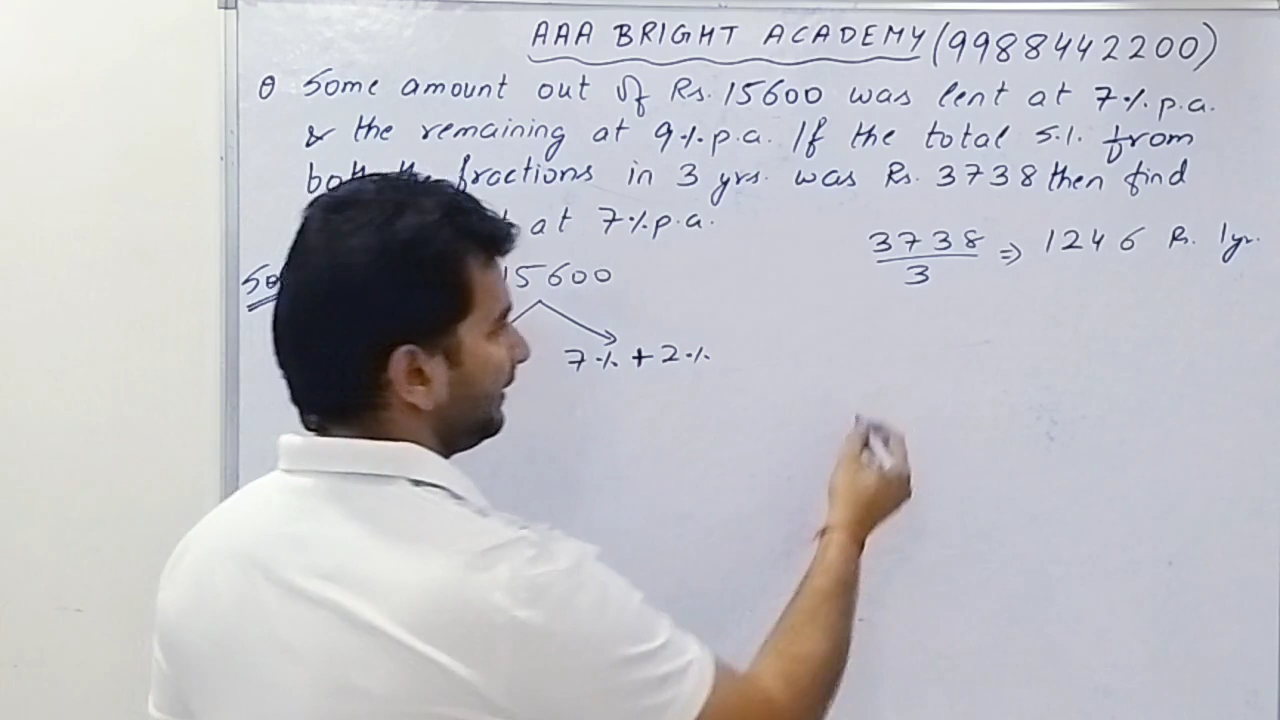 AAA BRIGHT ACADEMY (9988442200)
Q Some amount out of Rs. 15600 was lent at 7% p.a.
& the remaining at 9% p.a. If the total S.I. from
fractions in 3 yrs. was Rs. 3738 then find
at 7% p.a.
3738/3 ⇒ 1246 Rs. 1yr.
15600
7% + 2%